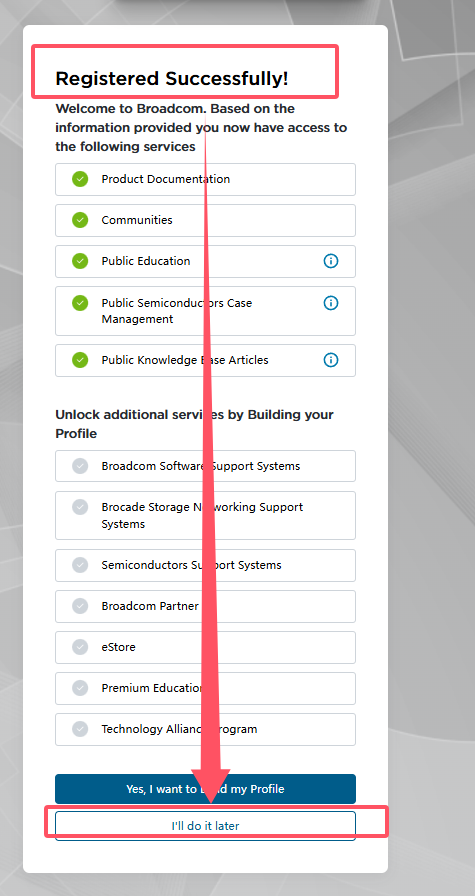 Registered Successfully!
Welcome to Broadcom. Based on the
information provided you now have access to
the following services
Product Documentation
Communities
Public Education
Public Semiconductors Case
Management
Public Knowledge Base Articles
Unlock additional services by Building your
Profile
Broadcom Software Support Systems
Brocade Storage Networking Support
Systems
Semiconductors Support Systems
Broadcom Partner
eStore
Premium Education
Technology Alliance Program
Yes, I want to Build my Profile
I'll do it later